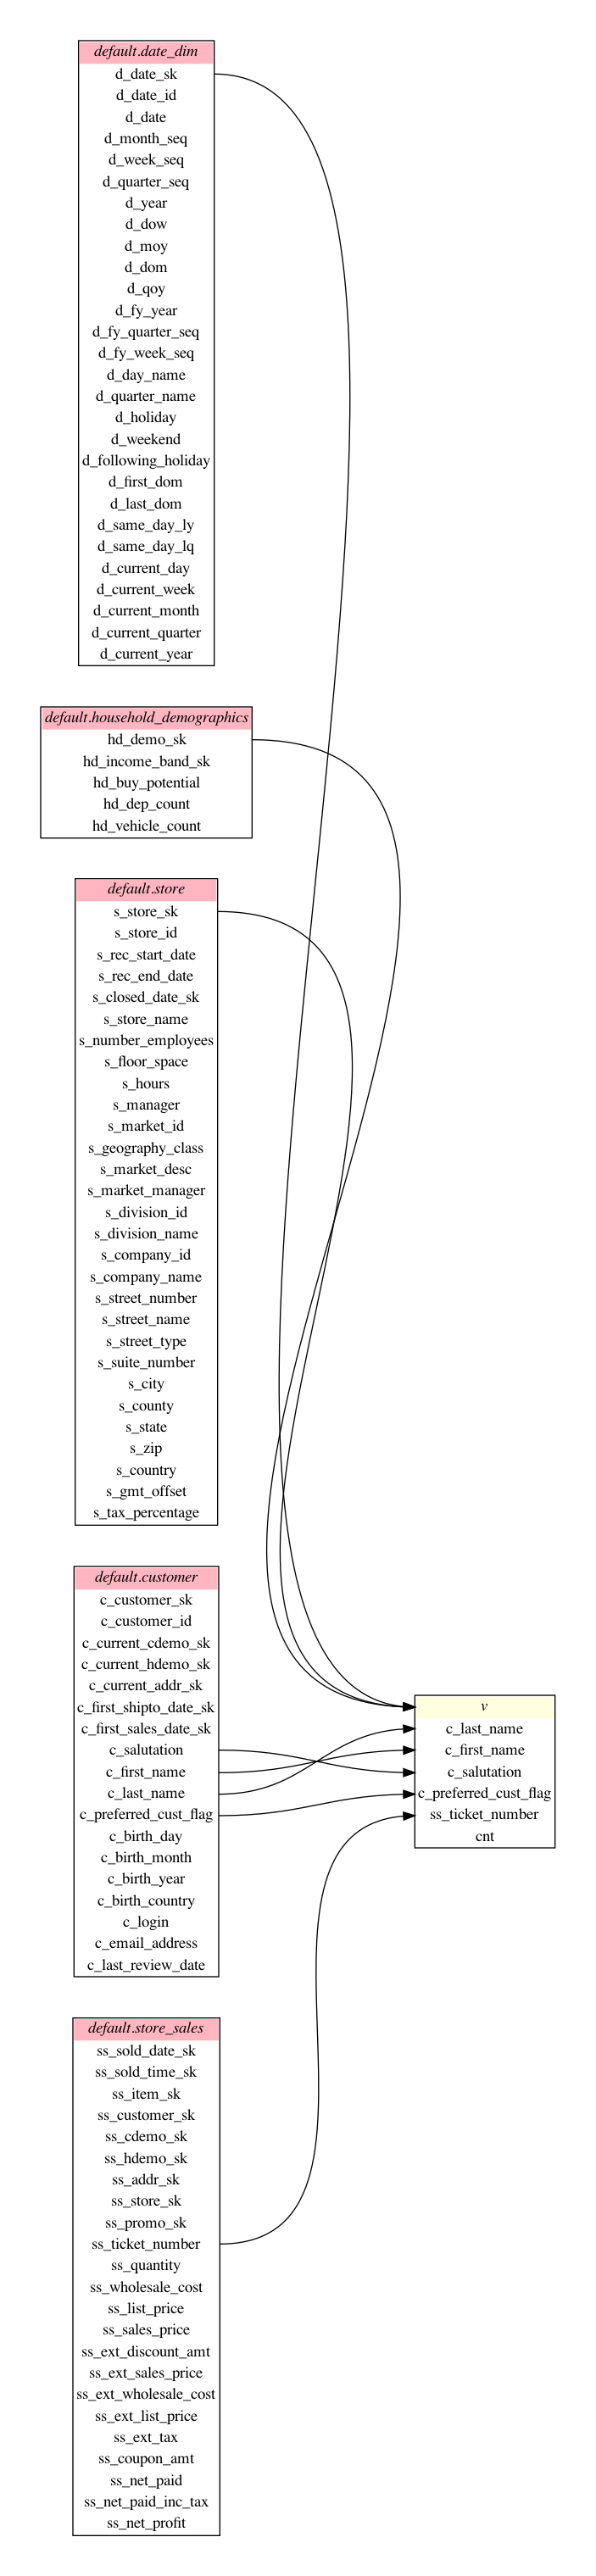 default.date_dim
d_date_sk
d_date_id
d_date
d_month_seq
d_week_seq
d_quarter_seq
d_year
d_dow
d_moy
d_dom
d_qoy
d_fy_year
d_fy_quarter_seq
d_fy_week_seq
d_day_name
d_quarter_name
d_holiday
d_weekend
d_following_holiday
d_first_dom
d_last_dom
d_same_day_ly
d_same_day_lq
d_current_day
d_current_week
d_current_month
d_current_quarter
d_current_year
default.household_demographics
hd_demo_sk
hd_income_band_sk
hd_buy_potential
hd_dep_count
hd_vehicle_count
default.store
s_store_sk
s_store_id
s_rec_start_date
s_rec_end_date
s_closed_date_sk
s_store_name
s_number_employees
s_floor_space
s_hours
s_manager
s_market_id
s_geography_class
s_market_desc
s_market_manager
s_division_id
s_division_name
s_company_id
s_company_name
s_street_number
s_street_name
s_street_type
s_suite_number
s_city
s_county
s_state
s_zip
s_country
s_gmt_offset
s_tax_percentage
default.customer
c_customer_sk
c_customer_id
c_current_cdemo_sk
c_current_hdemo_sk
c_current_addr_sk
c_first_shipto_date_sk
c_first_sales_date_sk
c_salutation
c_first_name
c_last_name
c_preferred_cust_flag
c_birth_day
c_birth_month
c_birth_year
c_birth_country
c_login
c_email_address
c_last_review_date
v
c_last_name
c_first_name
c_salutation
c_preferred_cust_flag
ss_ticket_number
cnt
default.store_sales
ss_sold_date_sk
ss_sold_time_sk
ss_item_sk
ss_customer_sk
ss_cdemo_sk
ss_hdemo_sk
ss_addr_sk
ss_store_sk
ss_promo_sk
ss_ticket_number
ss_quantity
ss_wholesale_cost
ss_list_price
ss_sales_price
ss_ext_discount_amt
ss_ext_sales_price
ss_ext_wholesale_cost
ss_ext_list_price
ss_ext_tax
ss_coupon_amt
ss_net_paid
ss_net_paid_inc_tax
ss_net_profit